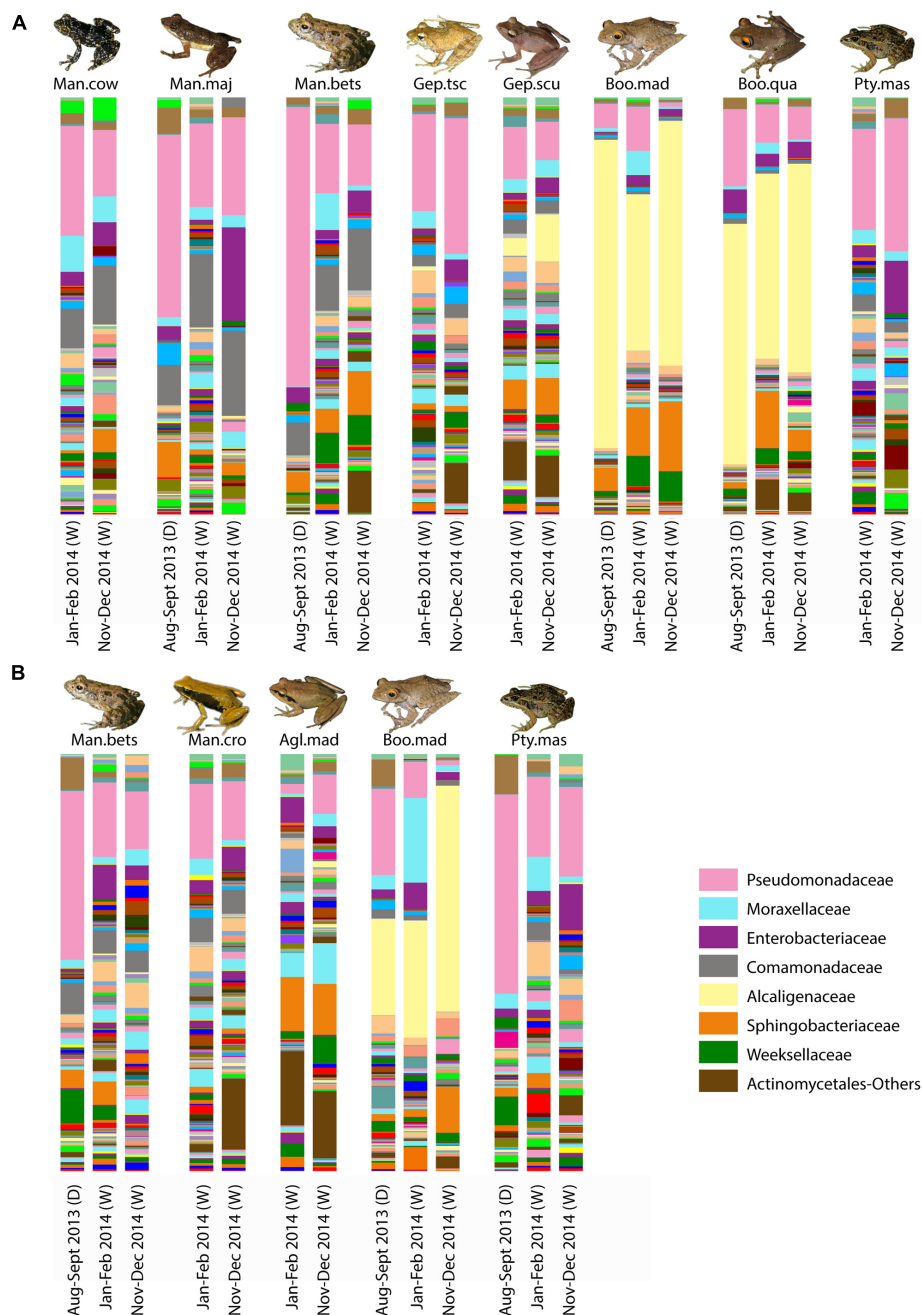 A
Man.cow Man.maj Man.bets Gep.tsc Gep.scu Boo.mad Boo.qua Pty.mas
Jan-Feb 2014 (W)
Nov-Dec 2014 (W)
Aug-Sept 2013 (D)
Jan-Feb 2014 (W)
Nov-Dec 2014 (W)
Aug-Sept 2013 (D)
Jan-Feb 2014 (W)
Nov-Dec 2014 (W)
Jan-Feb 2014 (W)
Nov-Dec 2014 (W)
Jan-Feb 2014 (W)
Nov-Dec 2014 (W)
Aug-Sept 2013 (D)
Jan-Feb 2014 (W)
Nov-Dec 2014 (W)
Aug-Sept 2013 (D)
Jan-Feb 2014 (W)
Nov-Dec 2014 (W)
Jan-Feb 2014 (W)
Nov-Dec 2014 (W)
B
Man.bets Man.cro Agl.mad Boo.mad Pty.mas
Pseudomonadaceae
Moraxellaceae
Enterobacteriaceae
Comamonadaceae
Alcaligenaceae
Sphingobacteriaceae
Weeksellaceae
Actinomycetales-Others
Aug-Sept 2013 (D)
Jan-Feb 2014 (W)
Nov-Dec 2014 (W)
Jan-Feb 2014 (W)
Nov-Dec 2014 (W)
Jan-Feb 2014 (W)
Nov-Dec 2014 (W)
Aug-Sept 2013 (D)
Jan-Feb 2014 (W)
Nov-Dec 2014 (W)
Aug-Sept 2013 (D)
Jan-Feb 2014 (W)
Nov-Dec 2014 (W)